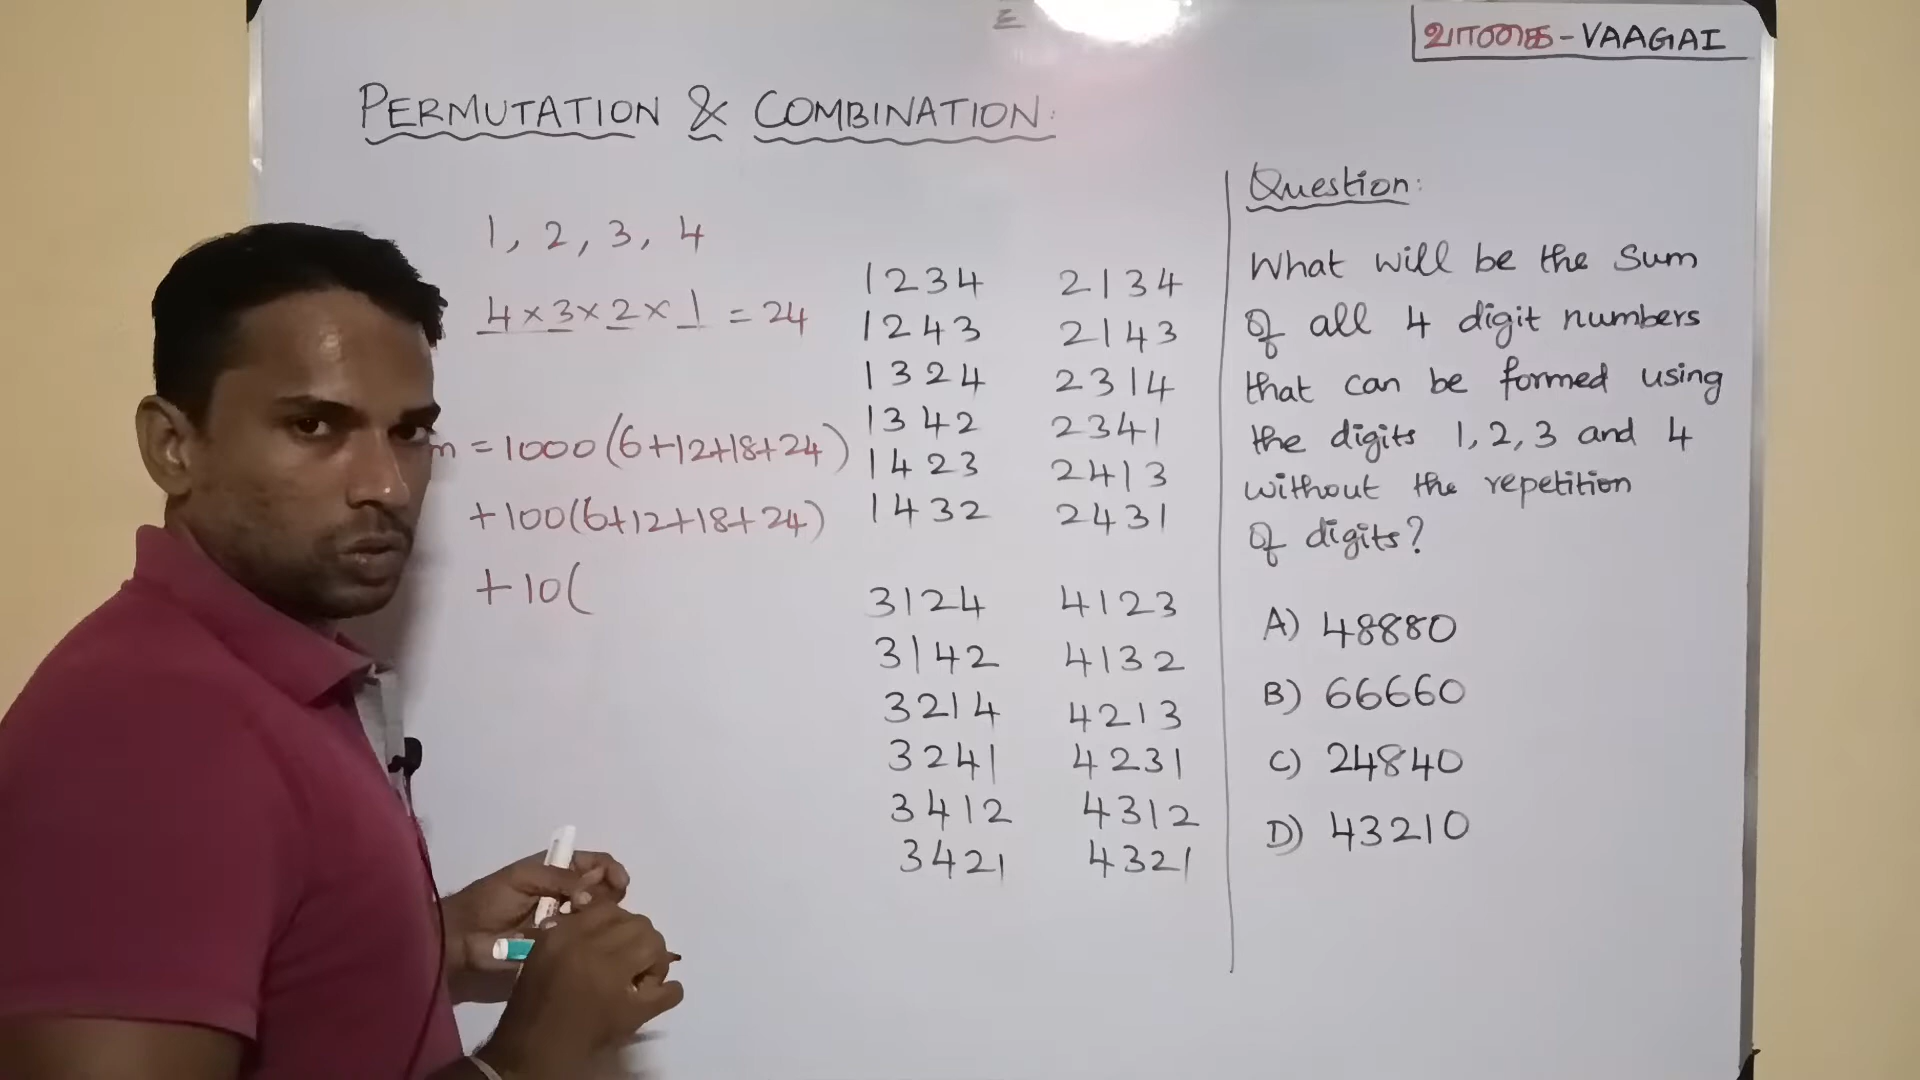 வாகை - VAAGAI
PERMUTATION & COMBINATION:
1, 2, 3, 4
4 × 3 × 2 × 1 = 24
= 1000 (6+12+18+24)
+100(6+12+18+24)
+10(
1234 2134
1243 2143
1324 2314
1342 2341
1423 2413
1432 2431
3124 4123
3142 4132
3214 4213
3241 4231
3412 4312
3421 4321
Question:
What will be the Sum
Of all 4 digit numbers
that can be formed using
the digits 1, 2, 3 and 4
without the repetition
Of digits?
A) 48880
B) 66660
C) 24840
D) 43210